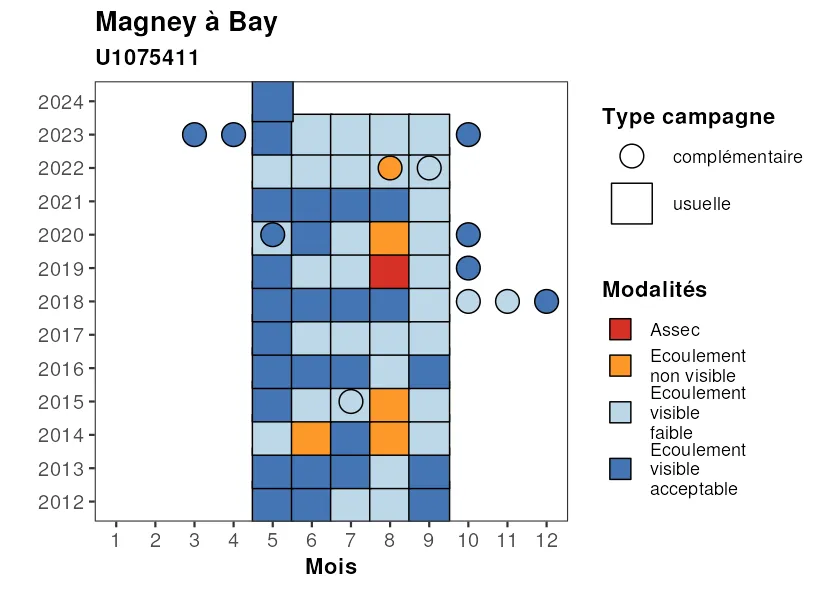 Magney à Bay
U1075411
2024
2023
2022
2021
2020
2019
2018
2017
2016
2015
2014
2013
2012
1 2 3 4 5 6 7 8 9 10 11 12
Mois
Type campagne
complémentaire
usuelle
Modalités
Assec
Ecoulement
non visible
Ecoulement
visible
faible
Ecoulement
visible
acceptable